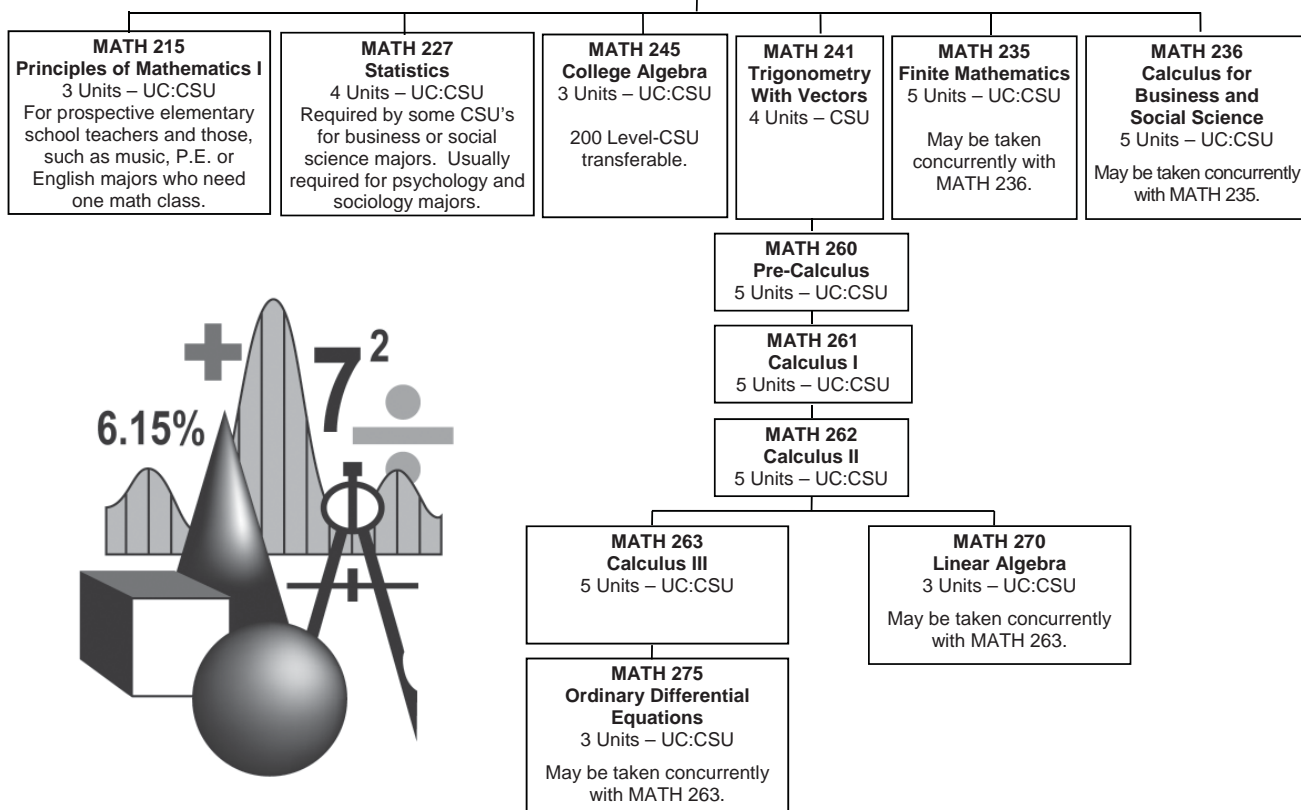 MATH 215
Principles of Mathematics I
3 Units – UC:CSU
For prospective elementary
school teachers and those,
such as music, P.E. or
English majors who need
one math class.
MATH 227
Statistics
4 Units – UC:CSU
Required by some CSU's
for business or social
science majors. Usually
required for psychology and
sociology majors.
MATH 245
College Algebra
3 Units – UC:CSU
200 Level-CSU
transferable.
MATH 241
Trigonometry
With Vectors
4 Units – CSU
MATH 235
Finite Mathematics
5 Units – UC:CSU
May be taken
concurrently with
MATH 236.
MATH 236
Calculus for
Business and
Social Science
5 Units – UC:CSU
May be taken concurrently
with MATH 235.
MATH 260
Pre-Calculus
5 Units – UC:CSU
MATH 261
Calculus I
5 Units – UC:CSU
MATH 262
Calculus II
5 Units – UC:CSU
MATH 263
Calculus III
5 Units – UC:CSU
MATH 270
Linear Algebra
3 Units – UC:CSU
May be taken concurrently
with MATH 263.
MATH 275
Ordinary Differential
Equations
3 Units – UC:CSU
May be taken concurrently
with MATH 263.
+
7²
÷
6.15%